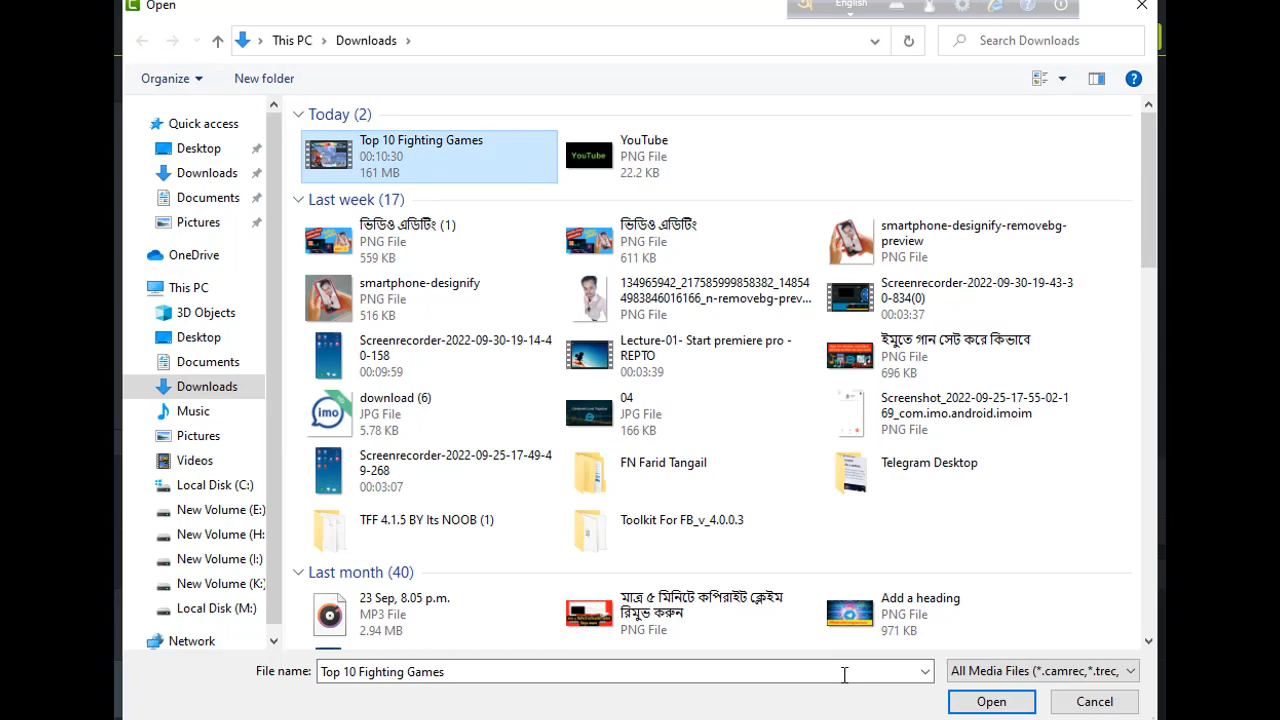 Open
English
This PC
Downloads
Search Downloads
Organize
New folder
Quick access
Desktop
Downloads
Documents
Pictures
OneDrive
This PC
3D Objects
Desktop
Documents
Downloads
Music
Pictures
Videos
Local Disk (C:)
New Volume (E:)
New Volume (H:
New Volume (I:)
New Volume (K:)
Local Disk (M:)
Network
Today (2)
Top 10 Fighting Games
00:10:30
161 MB
YouTube
YouTube
PNG File
22.2 KB
Last week (17)
ভিডিও এডিটিং (1)
PNG File
559 KB
ভিডিও এডিটিং
PNG File
611 KB
smartphone-designify-removebg-
preview
PNG File
smartphone-designify
PNG File
516 KB
134965942_217585999858382_14854
4983846016166_n-removebg-prev...
PNG File
Screenrecorder-2022-09-30-19-43-3
0-834(0)
00:03:37
Screenrecorder-2022-09-30-19-14-4
0-158
00:09:59
Lecture-01- Start premiere pro -
REPTO
00:03:39
ইমুতে গান সেট করে কিভাবে
PNG File
696 KB
imo
download (6)
JPG File
5.78 KB
04
JPG File
166 KB
Screenshot_2022-09-25-17-55-02-1
69_com.imo.android.imoim
PNG File
Screenrecorder-2022-09-25-17-49-4
9-268
00:03:07
FN Farid Tangail
Telegram Desktop
TFF 4.1.5 BY Its NOOB (1)
Toolkit For FB_v_4.0.0.3
Last month (40)
23 Sep, 8.05 p.m.
MP3 File
2.94 MB
মাত্র ৫ মিনিটে কপিরাইট ক্লেইম
রিমুভ করুন
PNG File
Add a heading
PNG File
971 KB
File name:
Top 10 Fighting Games
All Media Files (*.camrec,*.trec,
Open
Cancel